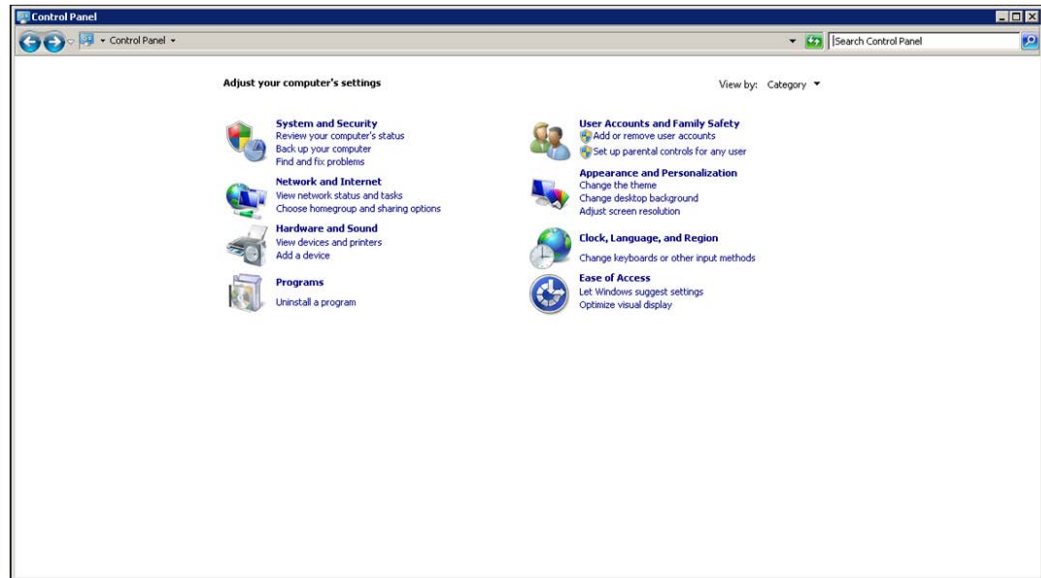 Control Panel
Control Panel
Search Control Panel
Adjust your computer's settings
View by: Category
System and Security
Review your computer's status
Back up your computer
Find and fix problems
Network and Internet
View network status and tasks
Choose homegroup and sharing options
Hardware and Sound
View devices and printers
Add a device
Programs
Uninstall a program
User Accounts and Family Safety
Add or remove user accounts
Set up parental controls for any user
Appearance and Personalization
Change the theme
Change desktop background
Adjust screen resolution
Clock, Language, and Region
Change keyboards or other input methods
Ease of Access
Let Windows suggest settings
Optimize visual display